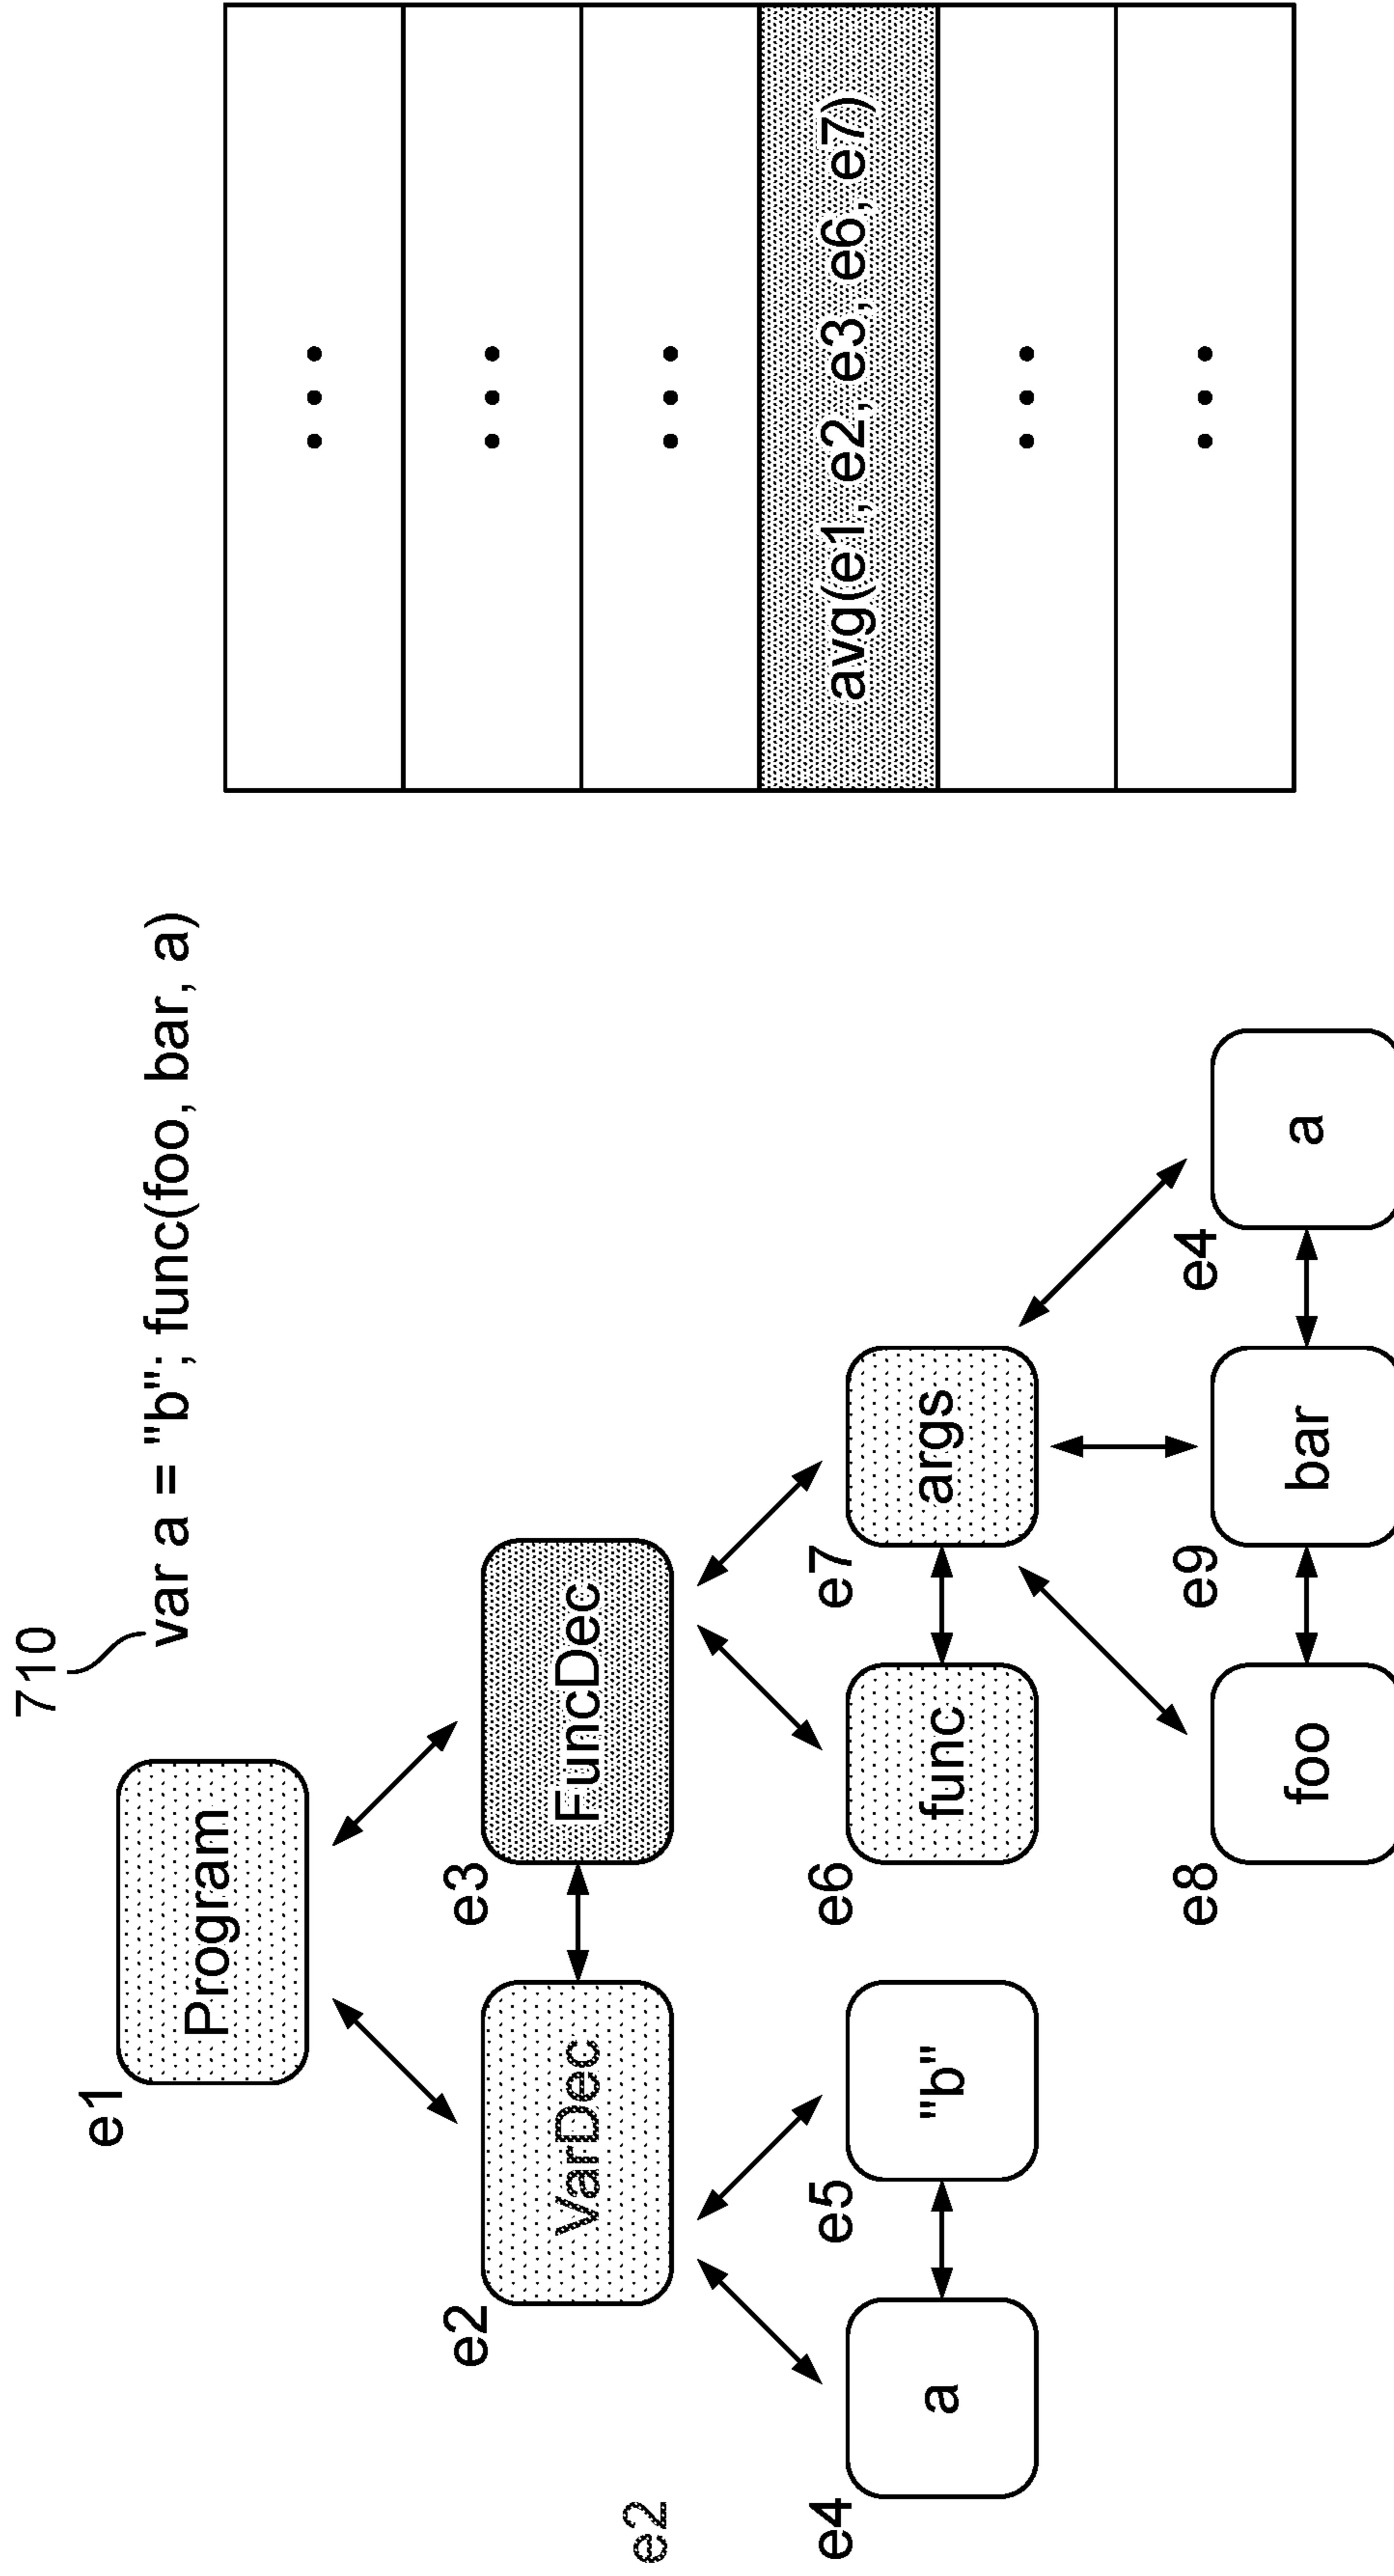 710
var a = "b"; func(foo, bar, a)
e1
Program
e2
VarDec
e3
FuncDec
e2
e4
a
e5
"b"
e6
func
e7
args
e8
foo
e9
bar
e4
a
• • •
• • •
• • •
avg(e1, e2, e3, e6, e7)
• • •
• • •